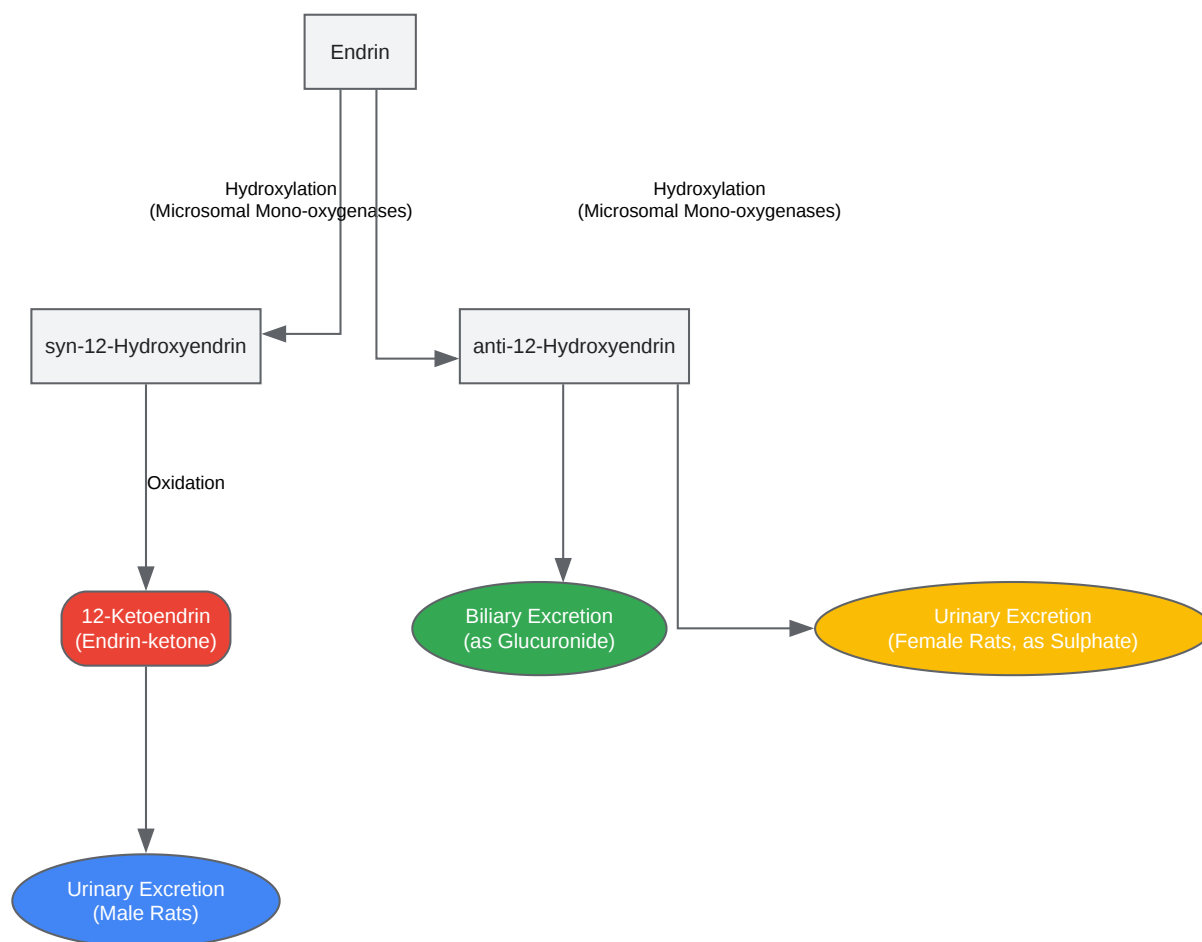 Endrin
Hydroxylation
(Microsomal Mono-oxygenases)
Hydroxylation
(Microsomal Mono-oxygenases)
syn-12-Hydroxyendrin
anti-12-Hydroxyendrin
Oxidation
12-Ketoendrin
(Endrin-ketone)
Biliary Excretion
(as Glucuronide)
Urinary Excretion
(Female Rats, as Sulphate)
Urinary Excretion
(Male Rats)